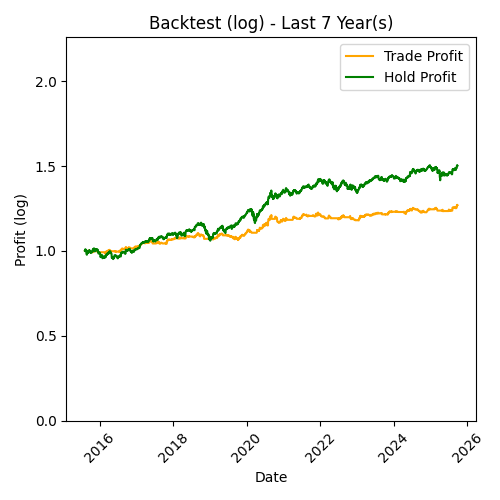 Backtest (log) - Last 7 Year(s)
Trade Profit
Hold Profit
Profit (log)
2.0
1.5
1.0
0.5
0.0
2016
2018
2020
2022
2024
2026
Date